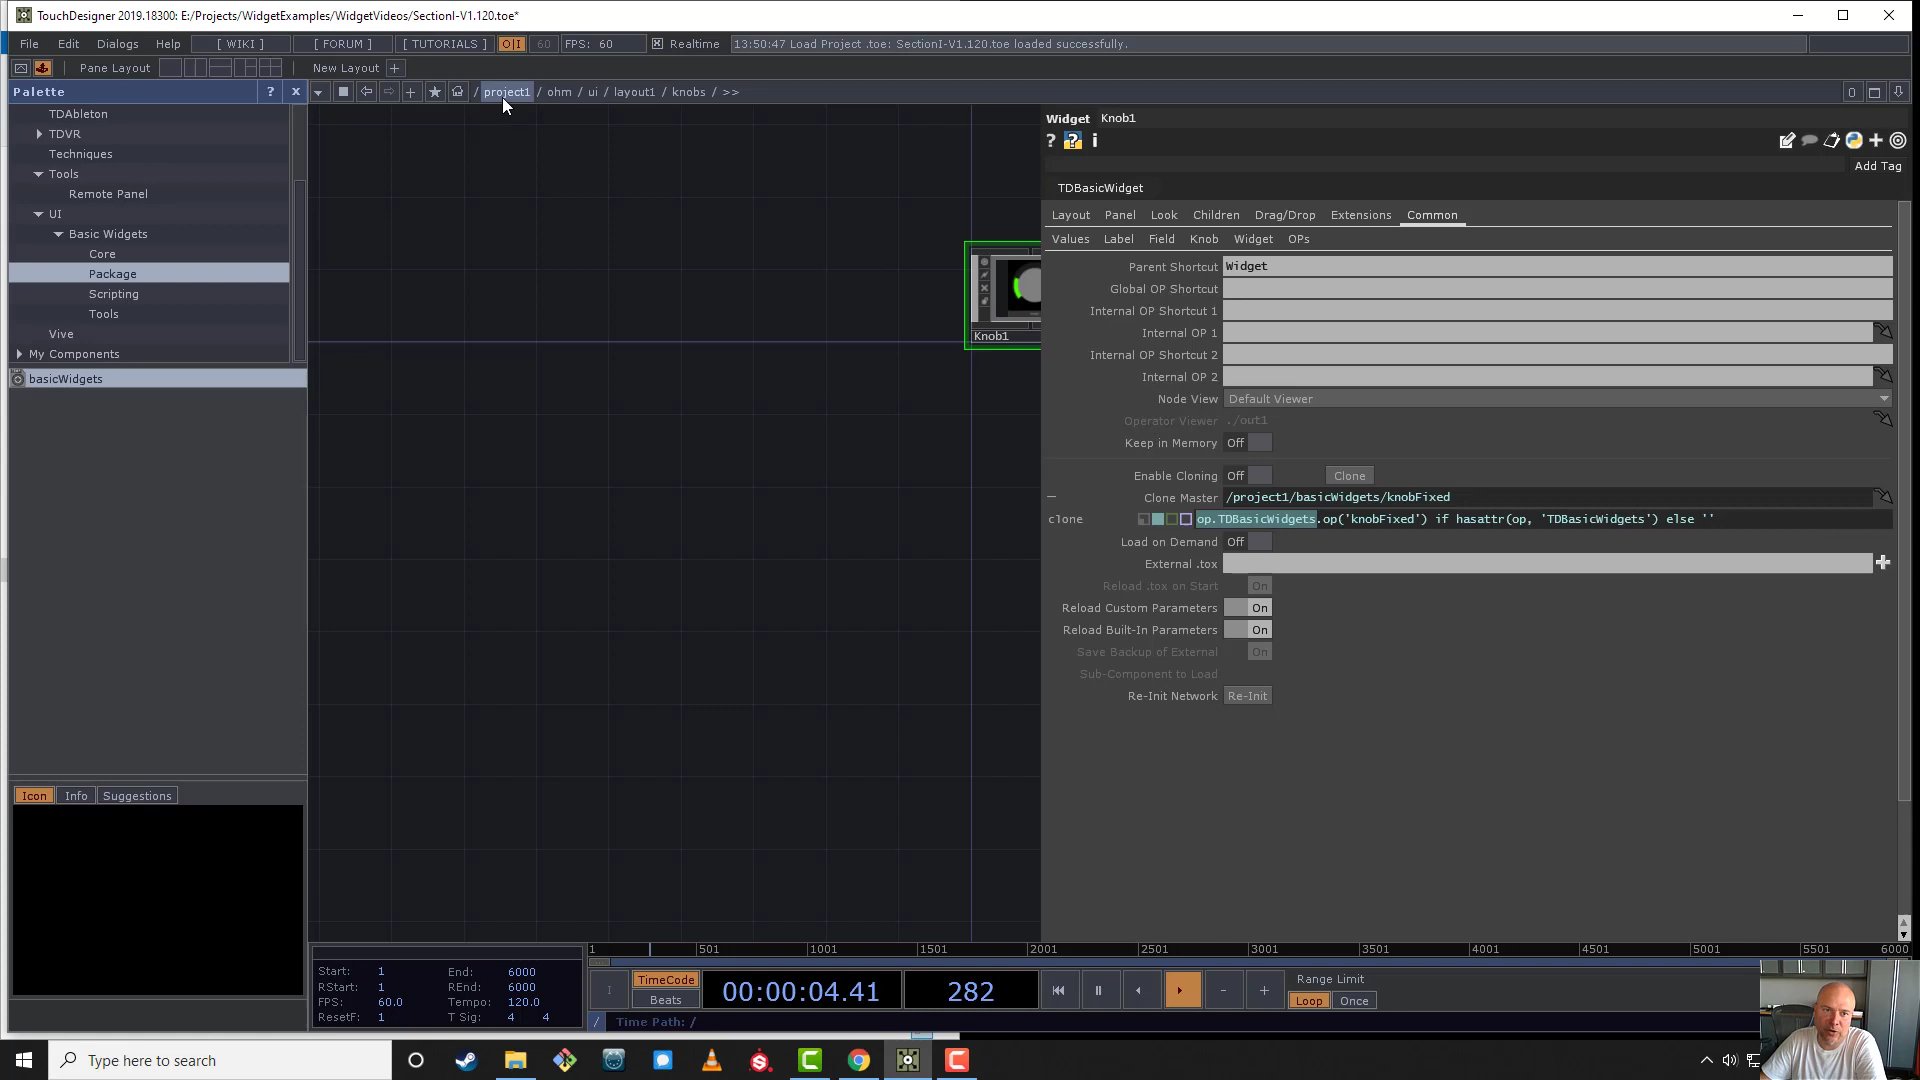 TouchDesigner 2019.18300: E:/Projects/WidgetExamples/WidgetVideos/SectionI-V1.120.toe*
File Edit Dialogs Help [ WIKI ] [ FORUM ] [ TUTORIALS ] O|I 60 FPS: 60 Realtime 13:50:47 Load Project .toe: SectionI-V1.120.toe loaded successfully.
Pane Layout New Layout +
Palette ? x / project1 / ohm / ui / layout1 / knobs / >> 0
TDAbleton
TDVR
Techniques
Tools
Remote Panel
UI
Basic Widgets
Core
Package
Scripting
Tools
Vive
My Components
basicWidgets
Icon Info Suggestions
Knob1
Widget Knob1
? ? i
Add Tag
TDBasicWidget
Layout Panel Look Children Drag/Drop Extensions Common
Values Label Field Knob Widget OPs
Parent Shortcut Widget
Global OP Shortcut
Internal OP Shortcut 1
Internal OP 1
Internal OP Shortcut 2
Internal OP 2
Node View Default Viewer
Operator Viewer ./out1
Keep in Memory Off
Enable Cloning Off Clone
Clone Master /project1/basicWidgets/knobFixed
clone op.TDBasicWidgets.op('knobFixed') if hasattr(op, 'TDBasicWidgets') else ''
Load on Demand Off
External .tox
Reload .tox on Start On
Reload Custom Parameters On
Reload Built-In Parameters On
Save Backup of External On
Sub-Component to Load
Re-Init Network Re-Init
1 501 1001 1501 2001 2501 3001 3501 4001 4501 5001 5501 6000
Start: 1 End: 6000
RStart: 1 REnd: 6000
FPS: 60.0 Tempo: 120.0
ResetF: 1 T Sig: 4 4
TimeCode
Beats
00:00:04.41 282
Range Limit
Loop Once
/ Time Path: /
Type here to search